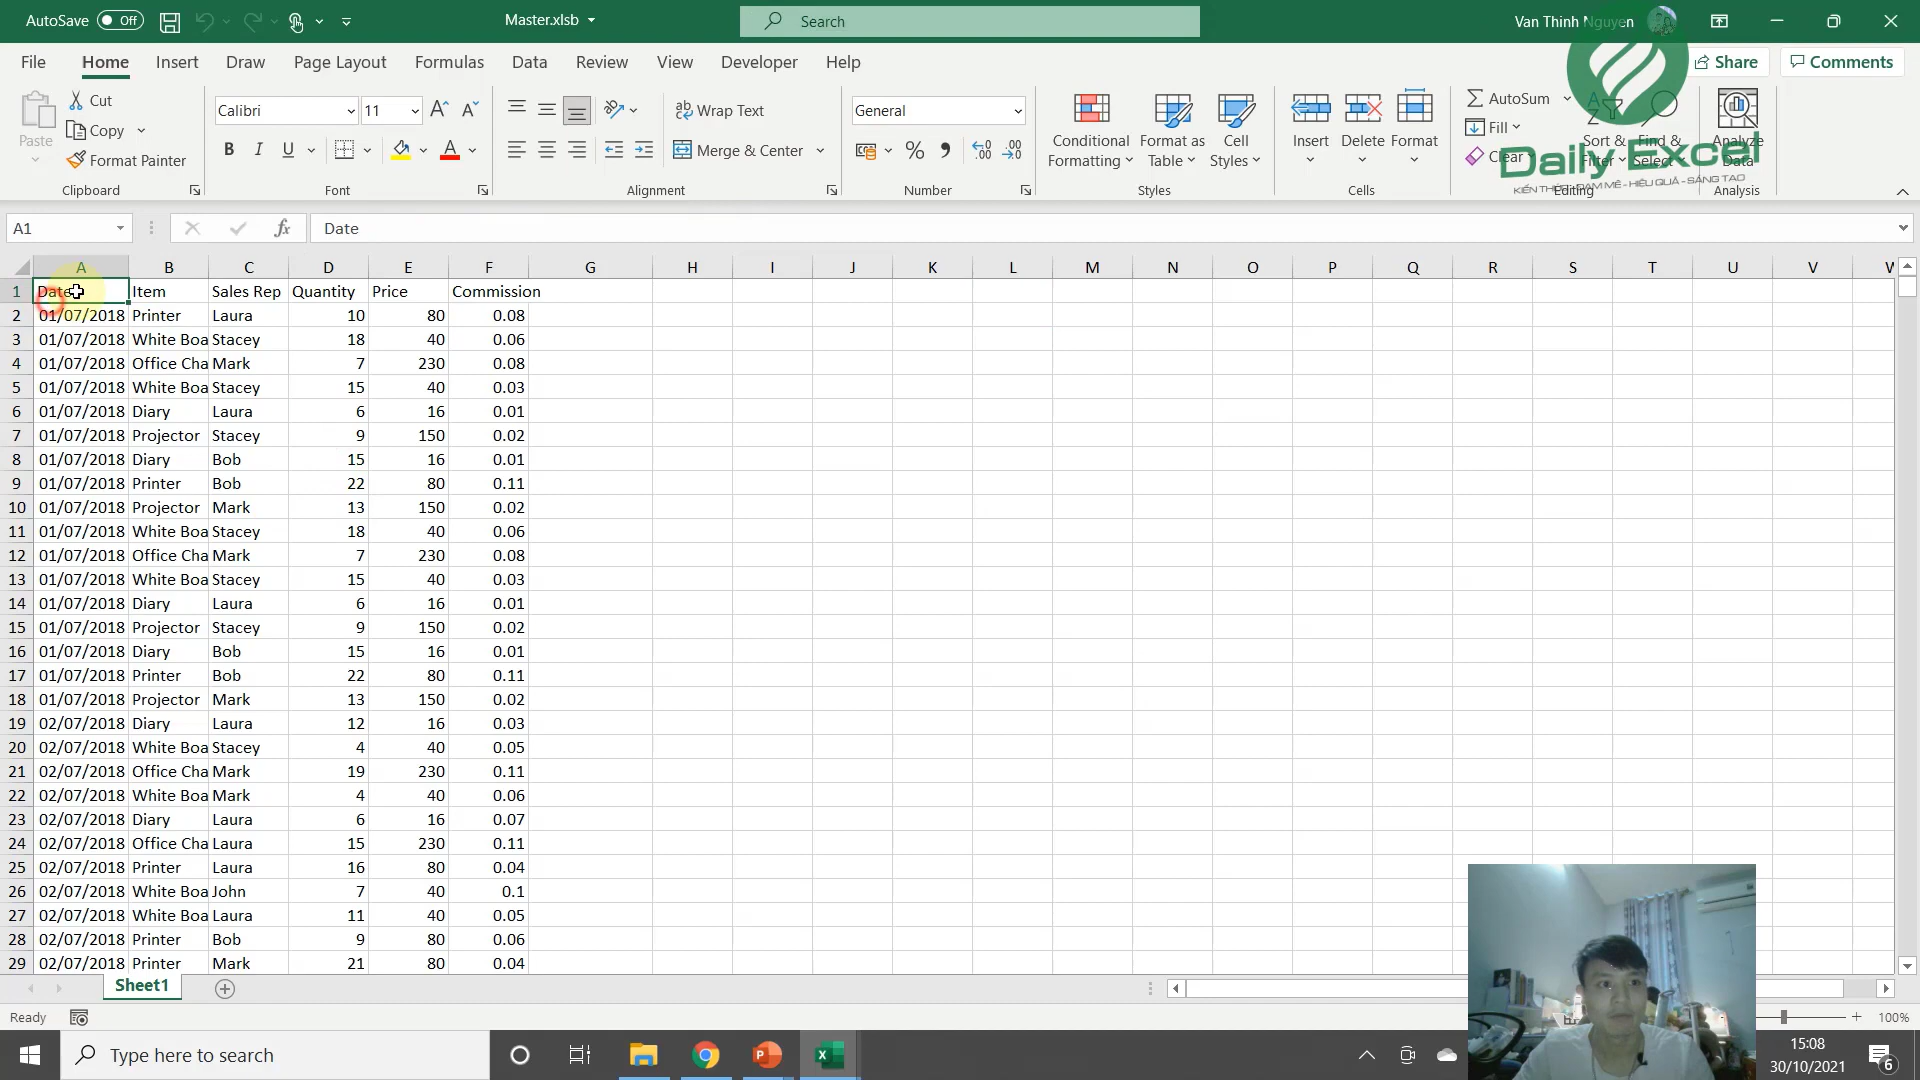 AutoSave Off Master.xlsb Search Van Thinh Nguyen
File Home Insert Draw Page Layout Formulas Data Review View Developer Help Share Comments
Paste Cut Copy Format Painter Clipboard
Calibri 11 B I U A Font
Wrap Text Merge & Center Alignment
General % Number
Conditional Formatting Format as Table Cell Styles Styles
Insert Delete Format Cells
AutoSum Fill Clear Sort & Filter Find & Select Editing
Analyze Data Analysis
Daily Excel
KIẾN THỨC - ĐAM MÊ - HIỆU QUẢ - SÁNG TẠO
A1 fx Date
A B C D E F G H I J K L M N O P Q R S T U V W
1 Date Item Sales Rep Quantity Price Commission
2 01/07/2018 Printer Laura 10 80 0.08
3 01/07/2018 White Boa Stacey 18 40 0.06
4 01/07/2018 Office Cha Mark 7 230 0.08
5 01/07/2018 White Boa Stacey 15 40 0.03
6 01/07/2018 Diary Laura 6 16 0.01
7 01/07/2018 Projector Stacey 9 150 0.02
8 01/07/2018 Diary Bob 15 16 0.01
9 01/07/2018 Printer Bob 22 80 0.11
10 01/07/2018 Projector Mark 13 150 0.02
11 01/07/2018 White Boa Stacey 18 40 0.06
12 01/07/2018 Office Cha Mark 7 230 0.08
13 01/07/2018 White Boa Stacey 15 40 0.03
14 01/07/2018 Diary Laura 6 16 0.01
15 01/07/2018 Projector Stacey 9 150 0.02
16 01/07/2018 Diary Bob 15 16 0.01
17 01/07/2018 Printer Bob 22 80 0.11
18 01/07/2018 Projector Mark 13 150 0.02
19 02/07/2018 Diary Laura 12 16 0.03
20 02/07/2018 White Boa Stacey 4 40 0.05
21 02/07/2018 Office Cha Mark 19 230 0.11
22 02/07/2018 White Boa Mark 4 40 0.06
23 02/07/2018 Diary Laura 6 16 0.07
24 02/07/2018 Office Cha Laura 15 230 0.11
25 02/07/2018 Printer Laura 16 80 0.04
26 02/07/2018 White Boa John 7 40 0.1
27 02/07/2018 White Boa Laura 11 40 0.05
28 02/07/2018 Printer Bob 9 80 0.06
29 02/07/2018 Printer Mark 21 80 0.04
Sheet1
Ready 100%
Type here to search 15:08
30/10/2021 6